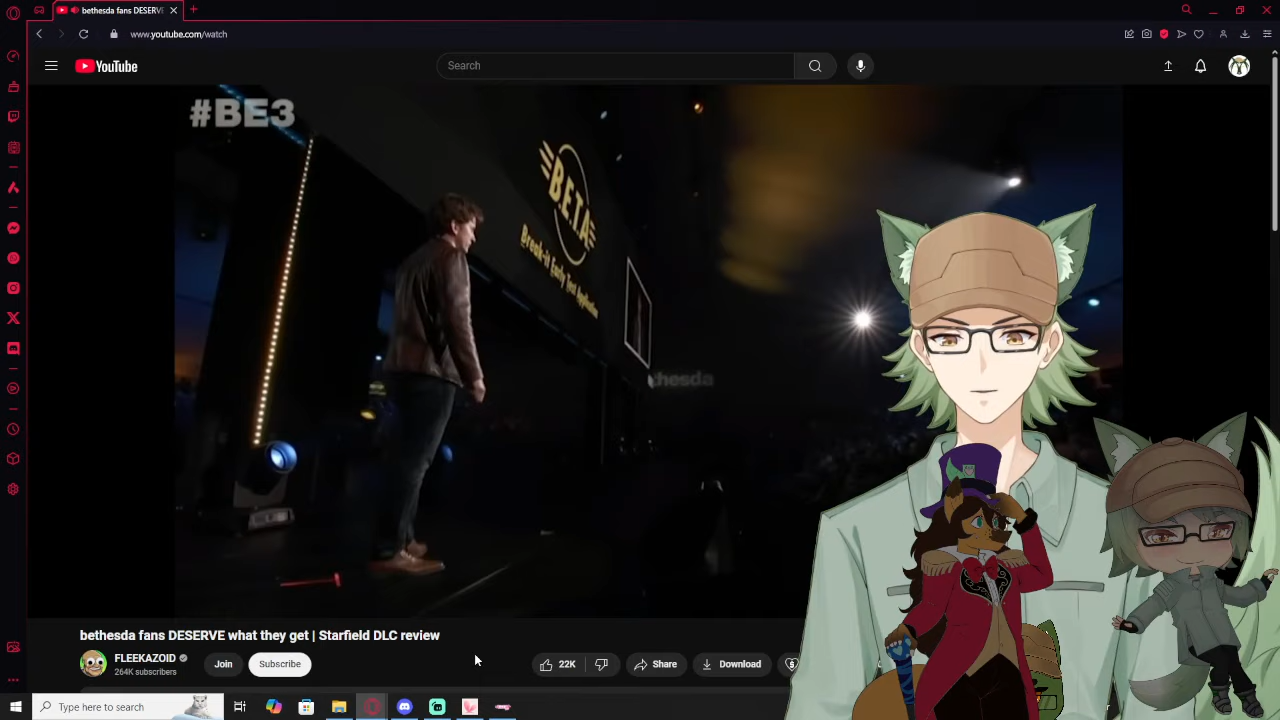 bethesda fans DESERV
www.youtube.com/watch
YouTube
Search
#BE3
B.E.T.A
Break-it Early Test Application
bethesda
bethesda fans DESERVE what they get | Starfield DLC review
FLEEKAZOID
264K subscribers
Join
Subscribe
22K
Share
Download
Type here to search